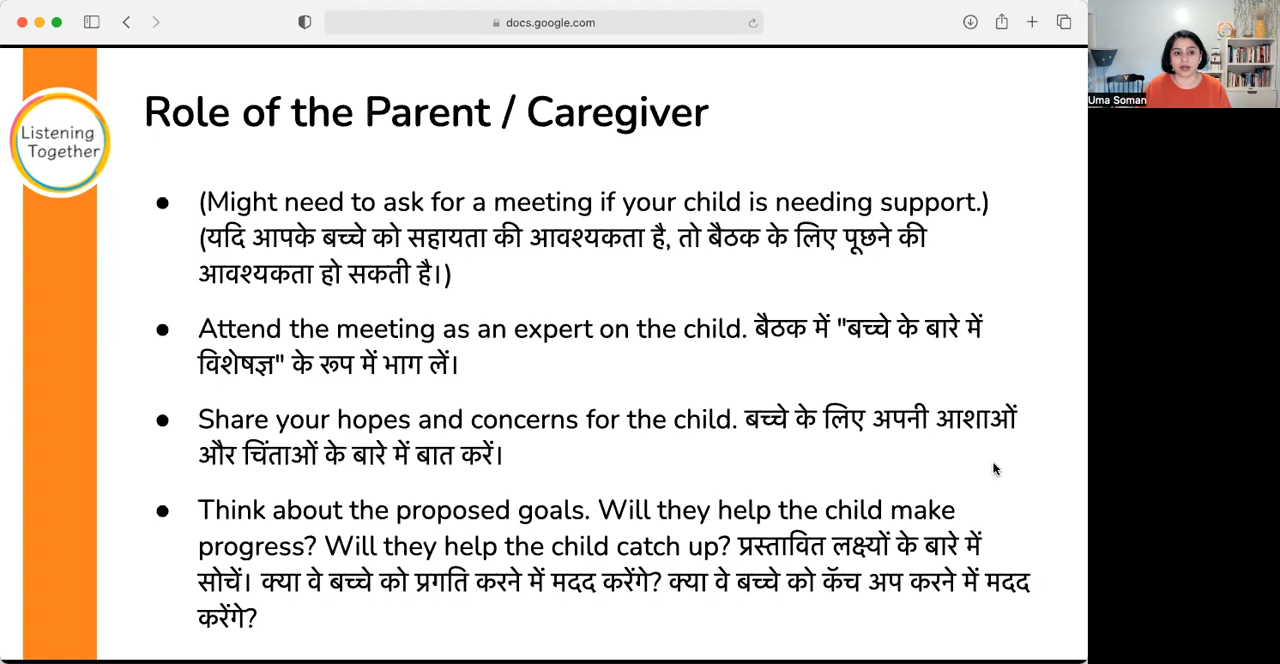 docs.google.com
Uma Soman
Listening
Together
Role of the Parent / Caregiver
● (Might need to ask for a meeting if your child is needing support.)
(यदि आपके बच्चे को सहायता की आवश्यकता है, तो बैठक के लिए पूछने की
आवश्यकता हो सकती है।)
● Attend the meeting as an expert on the child. बैठक में "बच्चे के बारे में
विशेषज्ञ" के रूप में भाग लें।
● Share your hopes and concerns for the child. बच्चे के लिए अपनी आशाओं
और चिंताओं के बारे में बात करें।
● Think about the proposed goals. Will they help the child make
progress? Will they help the child catch up? प्रस्तावित लक्ष्यों के बारे में
सोचें। क्या वे बच्चे को प्रगति करने में मदद करेंगे? क्या वे बच्चे को कॅच अप करने में मदद
करेंगे?